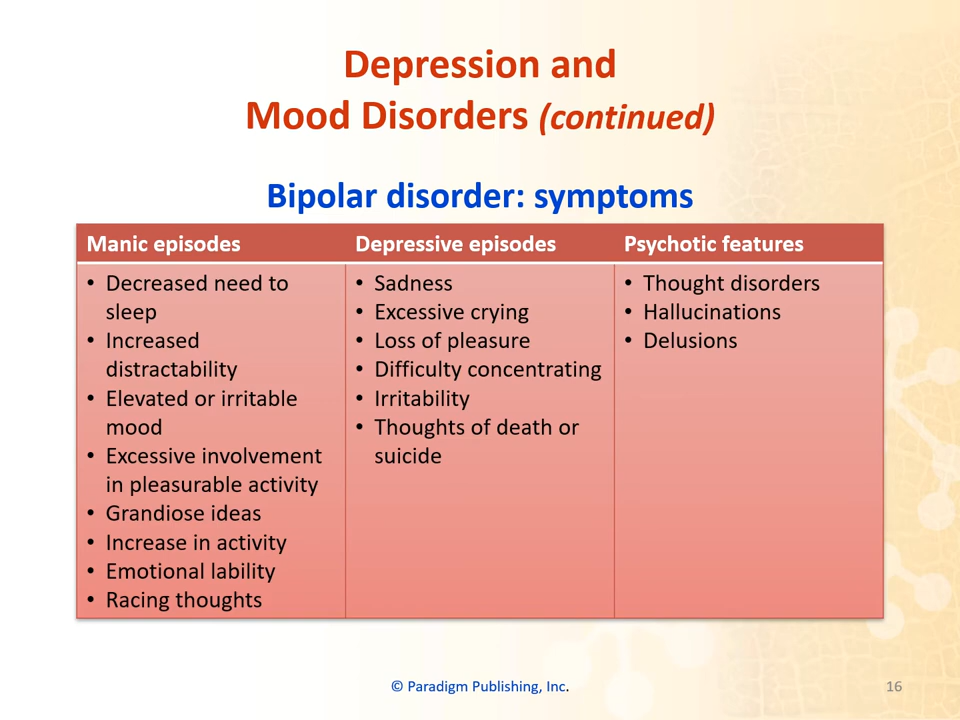 Depression and
Mood Disorders (continued)
Bipolar disorder: symptoms
Manic episodes
• Decreased need to
sleep
• Increased
distractability
• Elevated or irritable
mood
• Excessive involvement
in pleasurable activity
• Grandiose ideas
• Increase in activity
• Emotional lability
• Racing thoughts
Depressive episodes
• Sadness
• Excessive crying
• Loss of pleasure
• Difficulty concentrating
• Irritability
• Thoughts of death or
suicide
Psychotic features
• Thought disorders
• Hallucinations
• Delusions
© Paradigm Publishing, Inc.
16